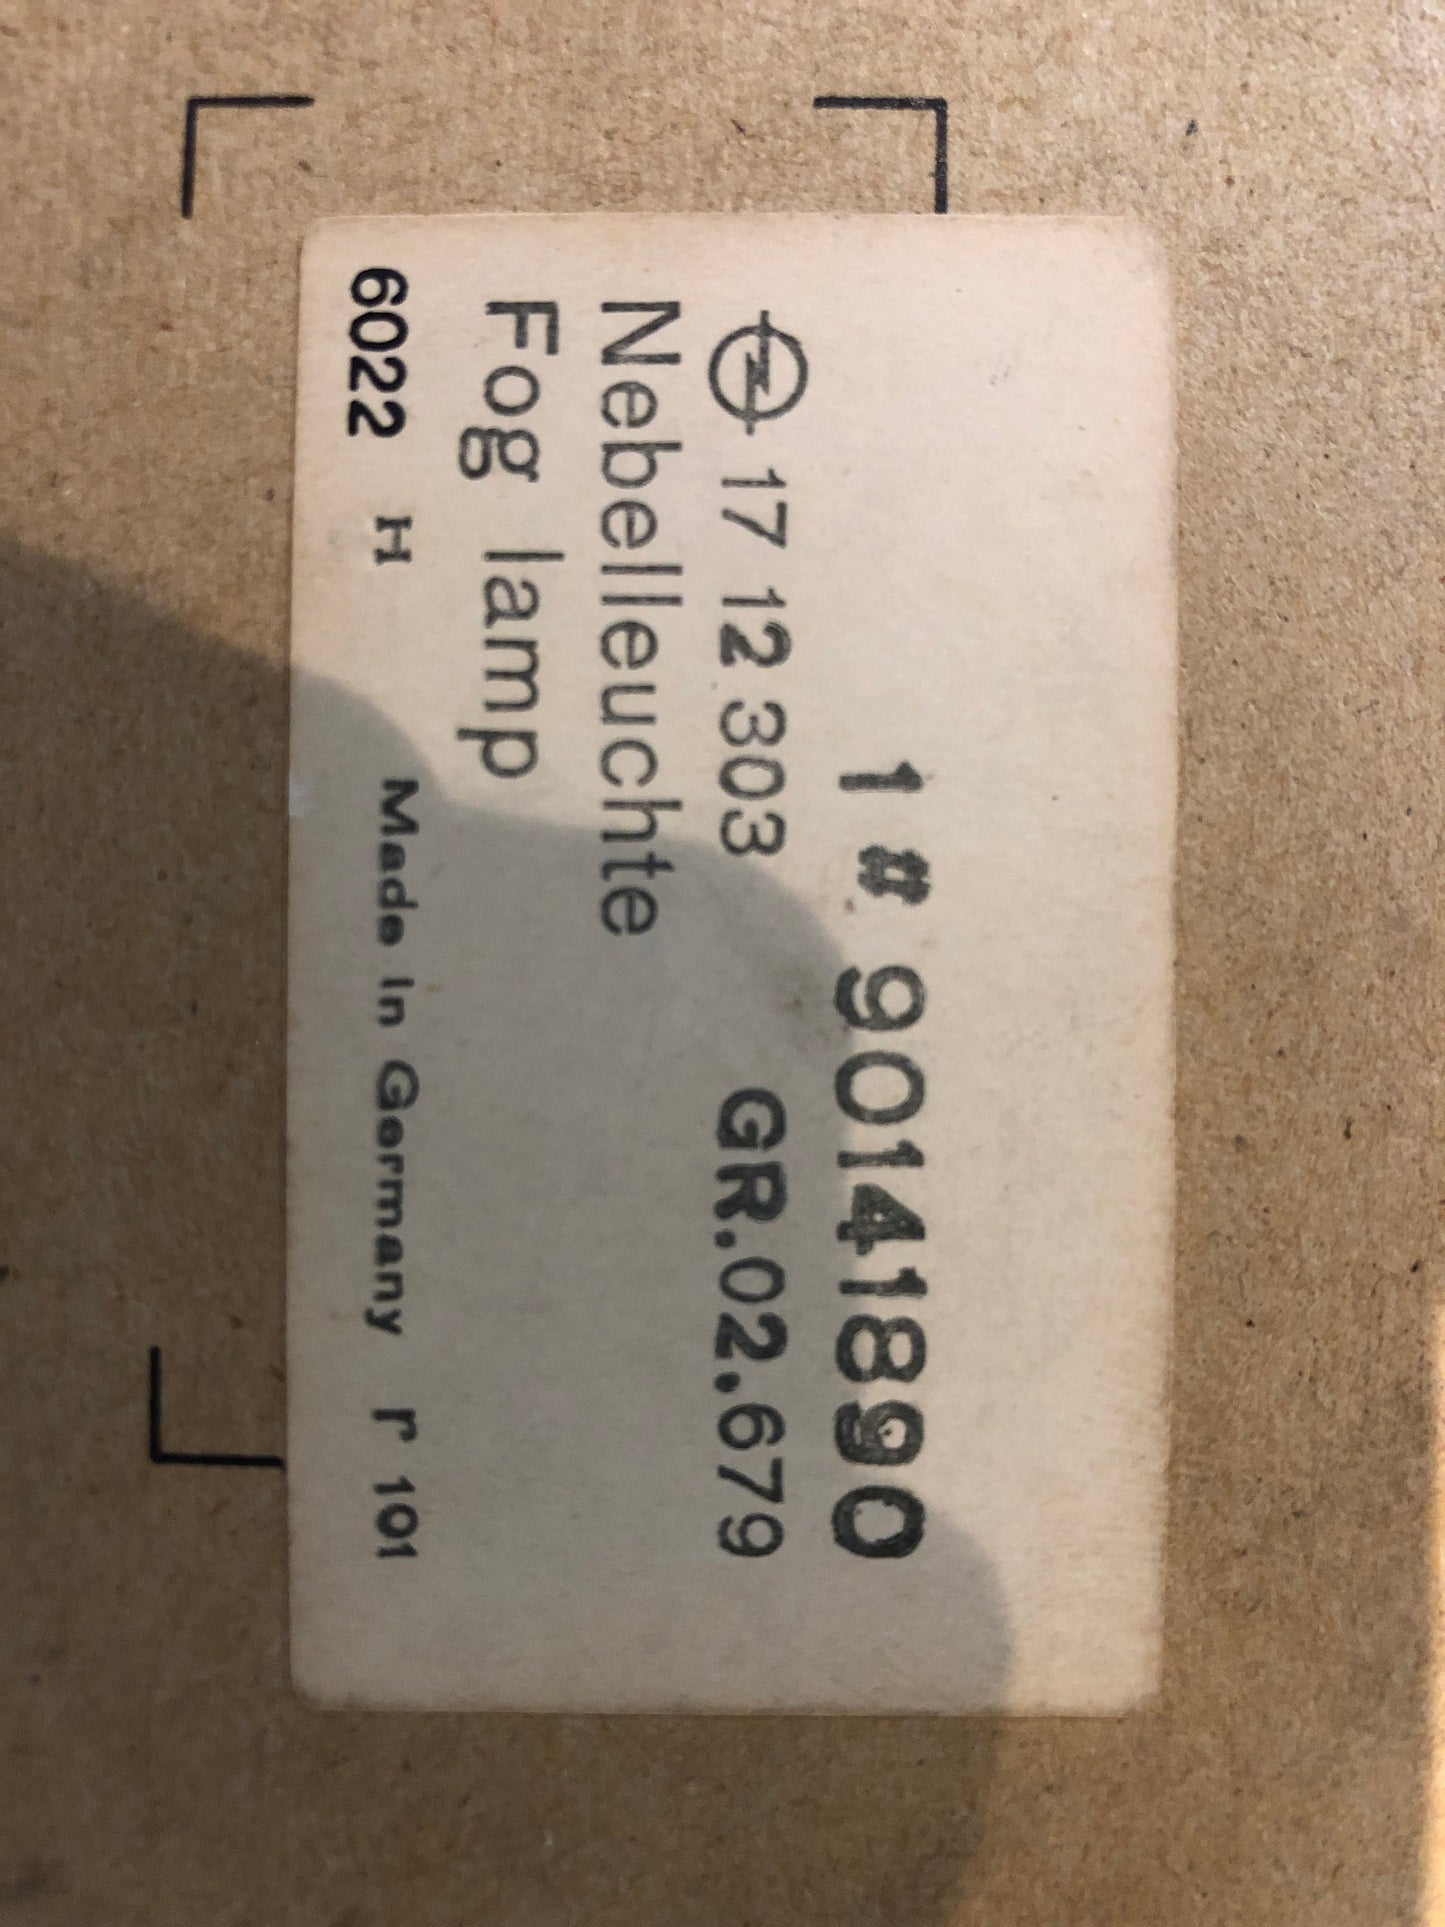 1 # 90141890
17 12 303 GR.02.679
Nebelleuchte
Fog lamp
6022 H Made In Germany r 101